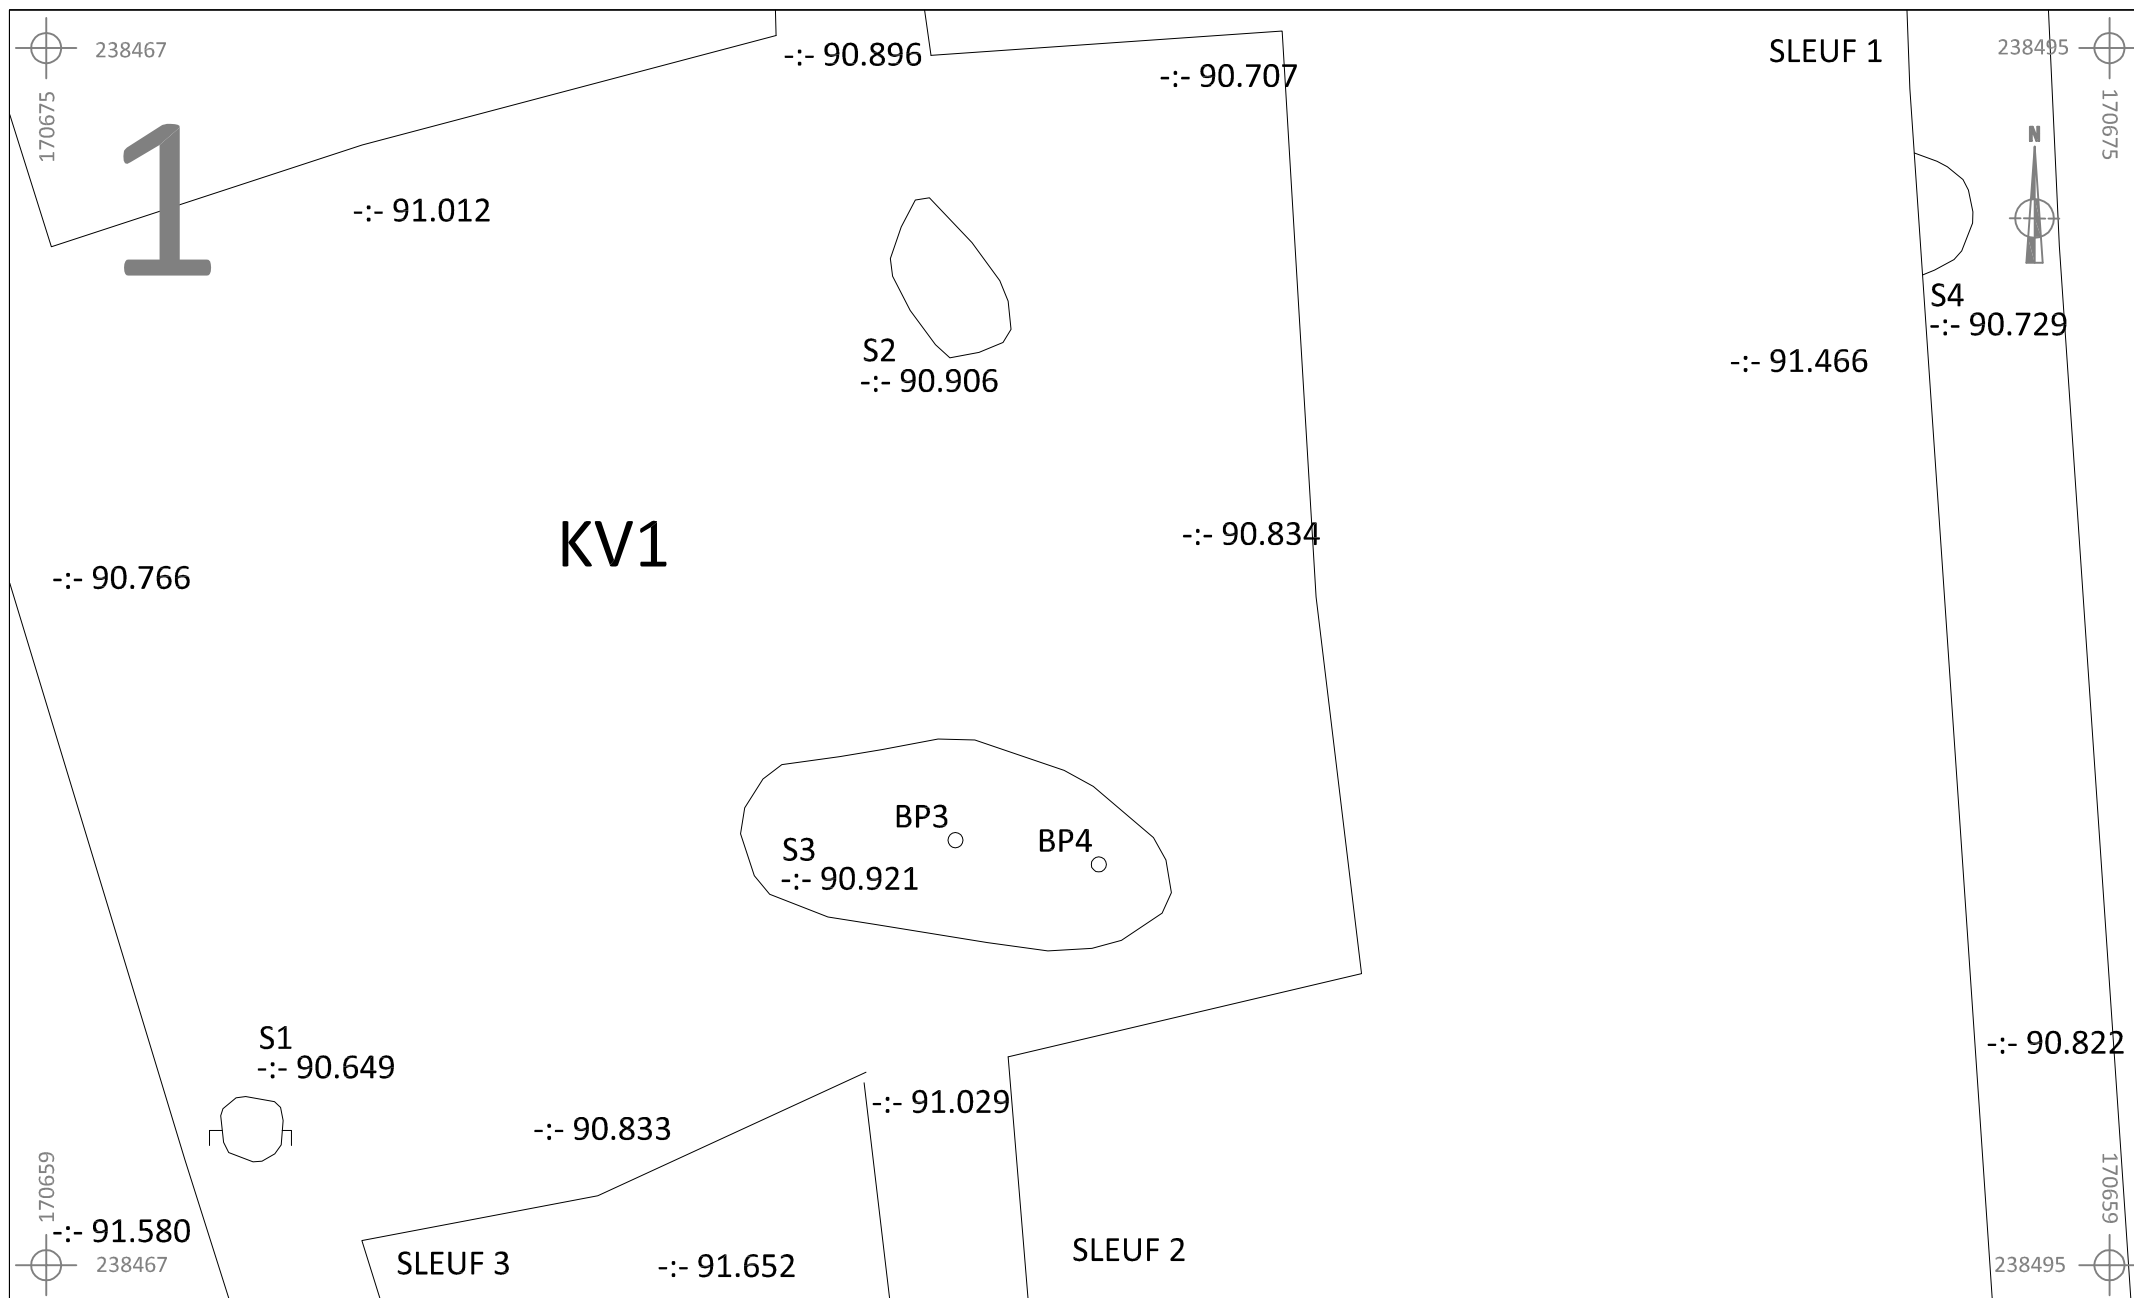 238467
-:- 90.896
SLEUF 1
238495
-:- 90.707
170675
170675
1
N
-:- 91.012
S4
-:- 90.729
S2
-:- 90.906
-:- 91.466
KV1
-:- 90.834
-:- 90.766
BP3
BP4
S3
-:- 90.921
S1
-:- 90.649
-:- 90.822
-:- 91.029
-:- 90.833
170659
170659
-:- 91.580
238467
SLEUF 3
-:- 91.652
SLEUF 2
238495